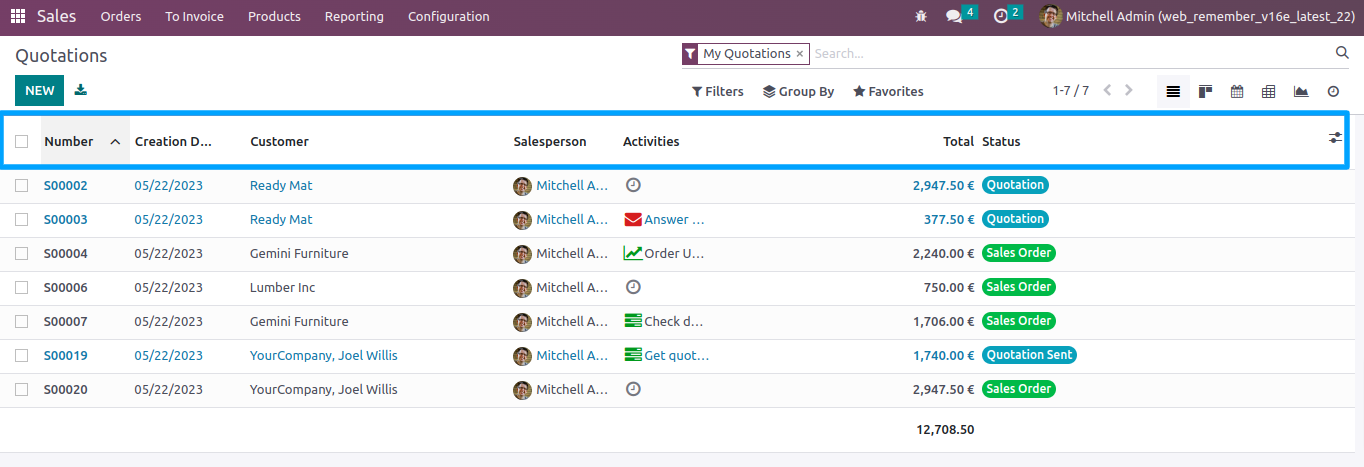 Sales Orders To Invoice Products Reporting Configuration 4 2 Mitchell Admin (web_remember_v16e_latest_22)
Quotations My Quotations × Search...
NEW Filters Group By Favorites 1-7 / 7
Number Creation D... Customer Salesperson Activities Total Status
S00002 05/22/2023 Ready Mat Mitchell A... 2,947.50 € Quotation
S00003 05/22/2023 Ready Mat Mitchell A... Answer ... 377.50 € Quotation
S00004 05/22/2023 Gemini Furniture Mitchell A... Order U... 2,240.00 € Sales Order
S00006 05/22/2023 Lumber Inc Mitchell A... 750.00 € Sales Order
S00007 05/22/2023 Gemini Furniture Mitchell A... Check d... 1,706.00 € Sales Order
S00019 05/22/2023 YourCompany, Joel Willis Mitchell A... Get quot... 1,740.00 € Quotation Sent
S00020 05/22/2023 YourCompany, Joel Willis Mitchell A... 2,947.50 € Sales Order
12,708.50